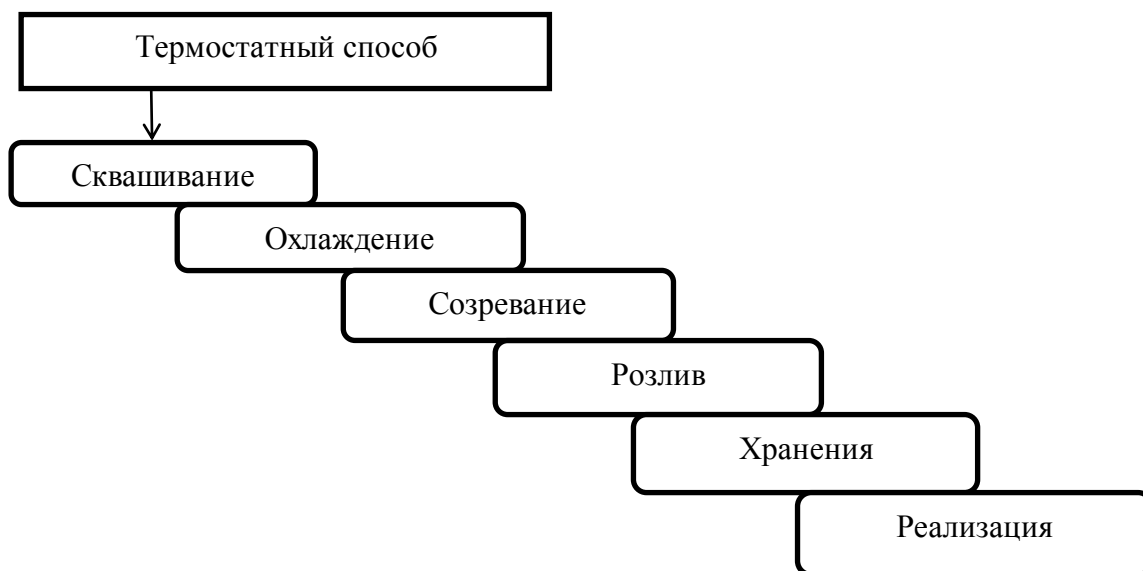 Термостатный способ
Сквашивание
Охлаждение
Созревание
Розлив
Хранения
Реализация